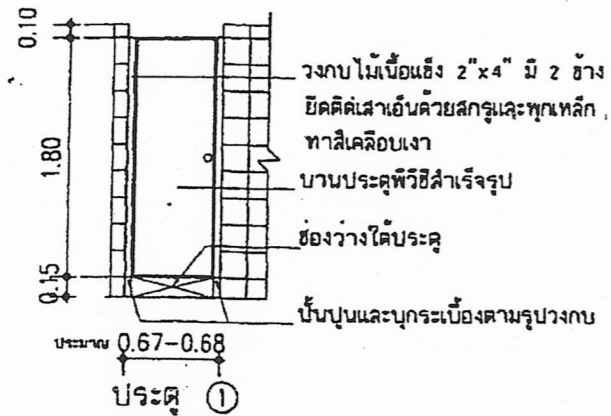 0.10
วงกบไม้เนื้อแข็ง 2"x4" มี 2 ข้าง
ยึดติดเสาเอ็นด้วยสกรูและพุกเหล็ก
ทาสีเคลือบเงา
1.80
บานประตูพีวีซีสำเร็จรูป
ช่องว่างใต้ประตู
0.15
ปั้นปูนและบุกระเบื้องตามรูปวงกบ
ประมาณ 0.67-0.68
ประตู 1